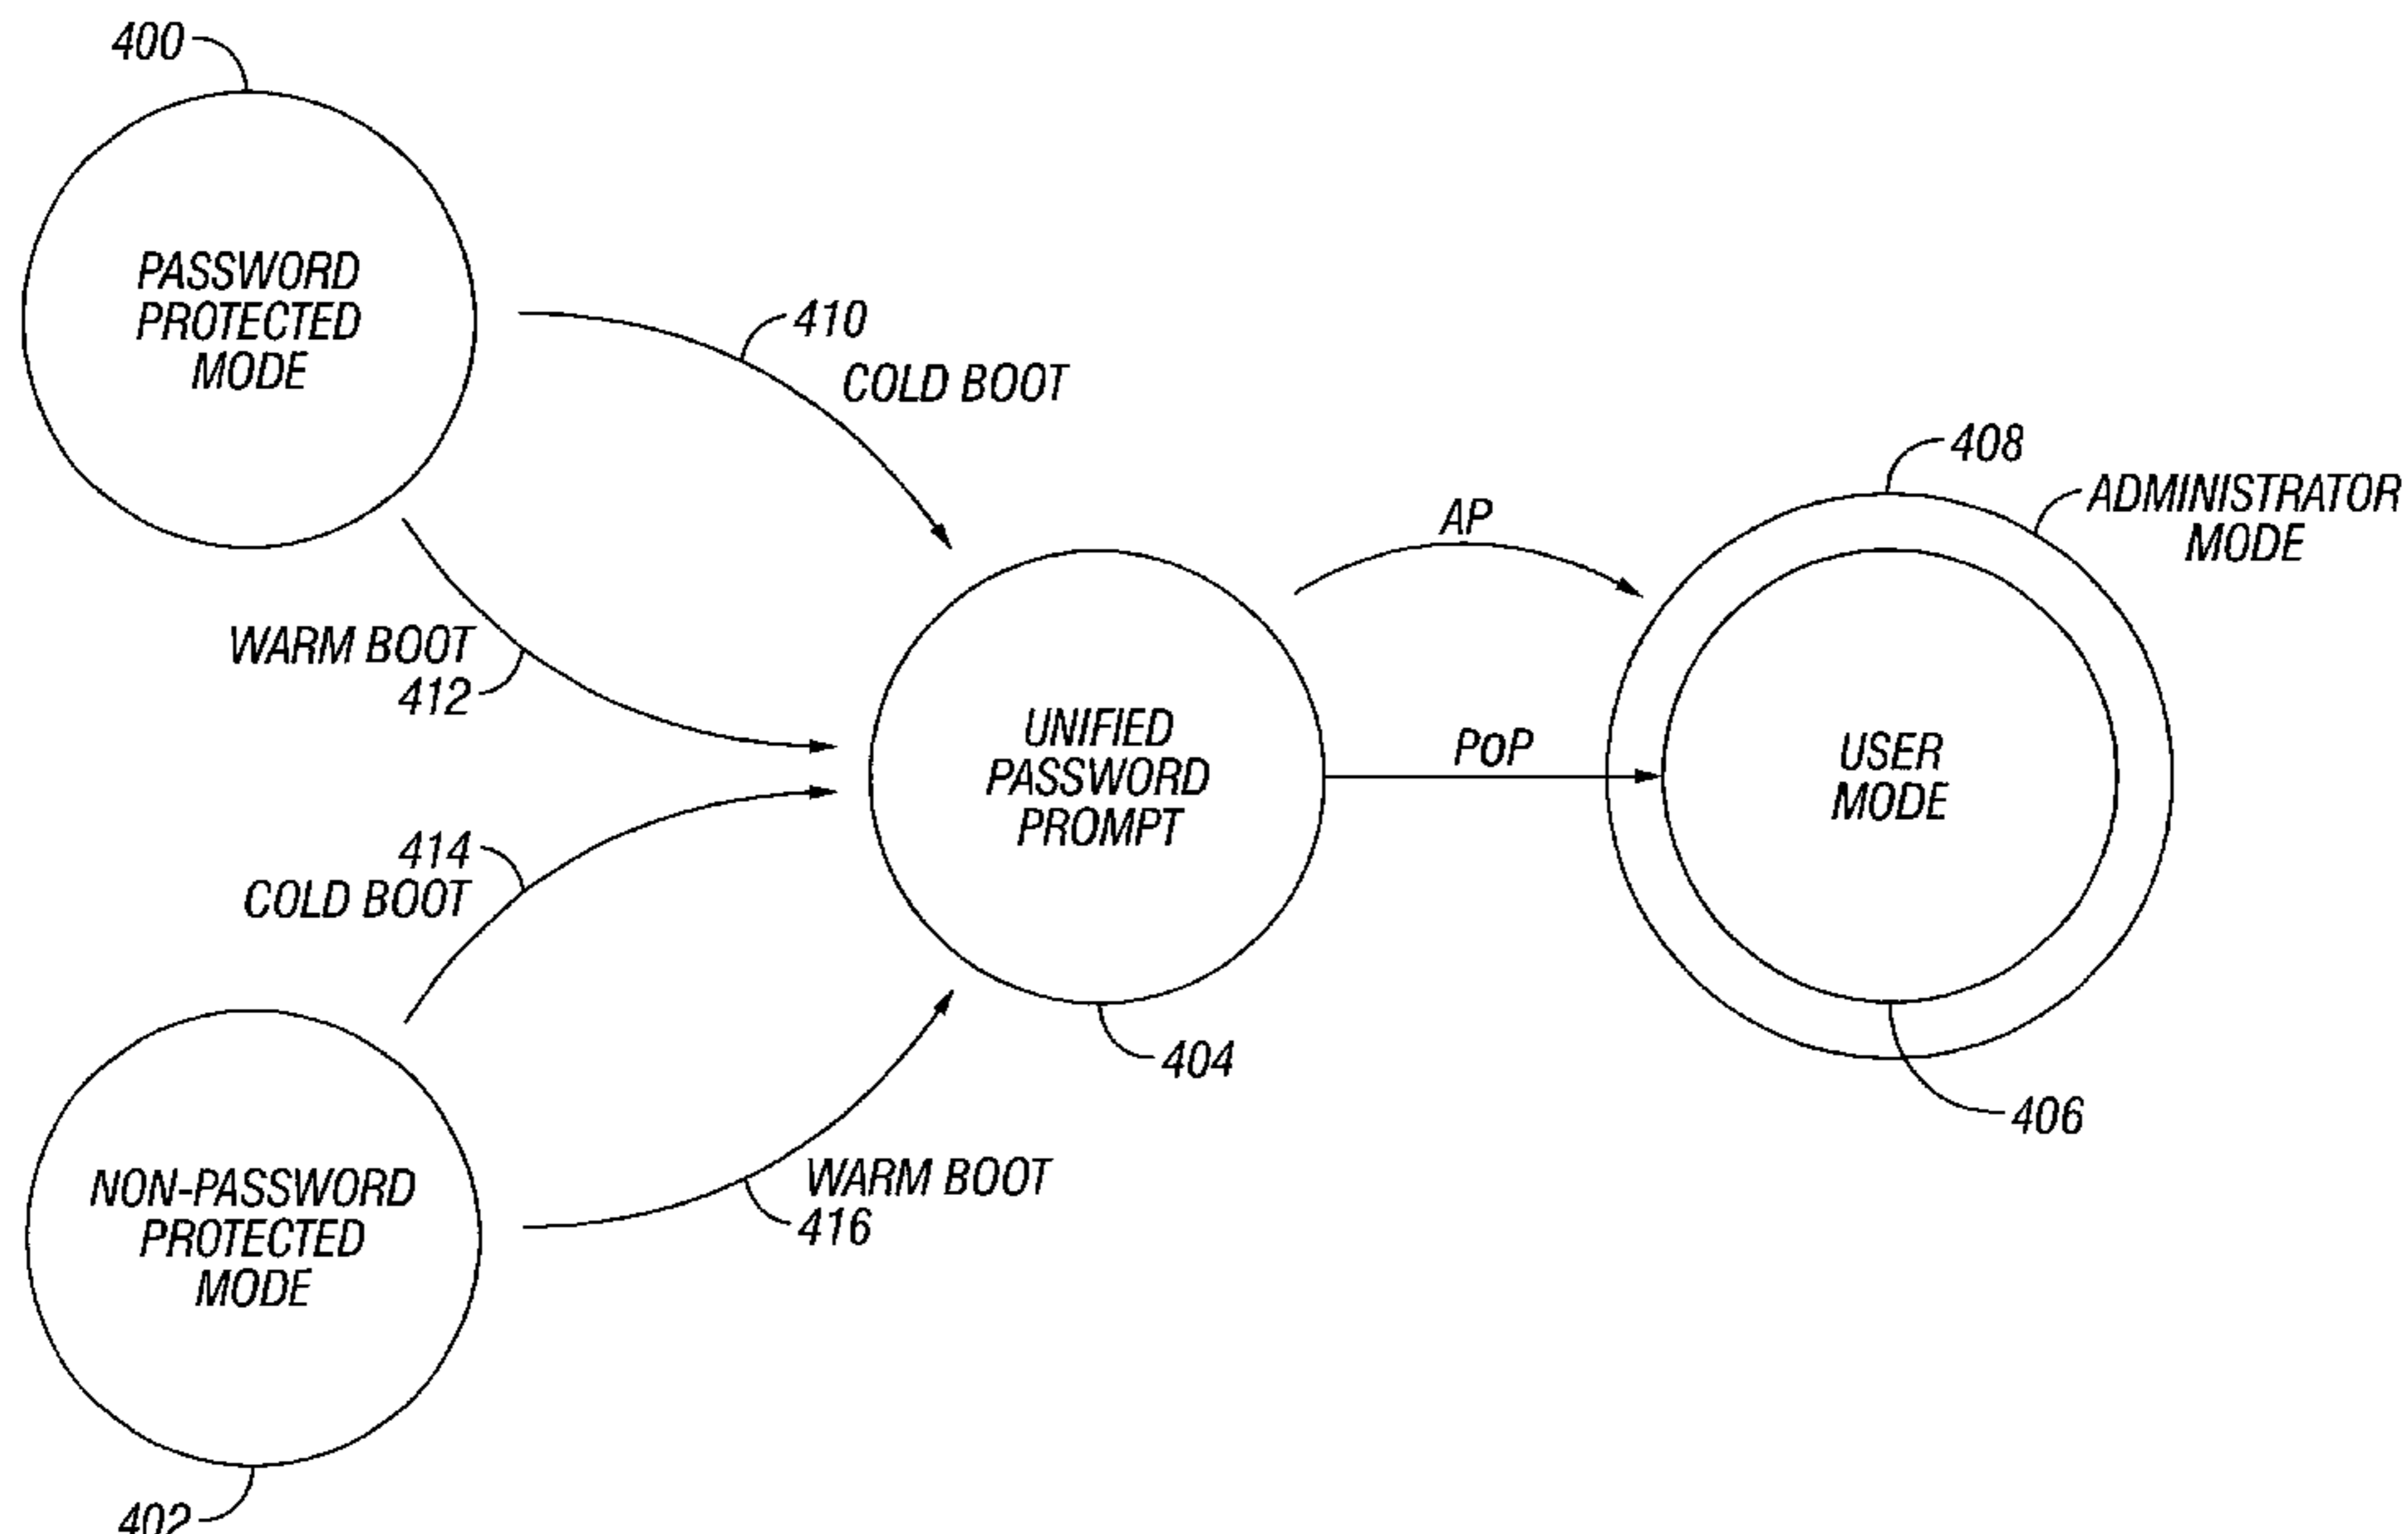 400
PASSWORD
PROTECTED
MODE
410
COLD BOOT
WARM BOOT
412
414
COLD BOOT
NON-PASSWORD
PROTECTED
MODE
402
WARM BOOT
416
UNIFIED
PASSWORD
PROMPT
404
AP
POP
408
ADMINISTRATOR
MODE
USER
MODE
406